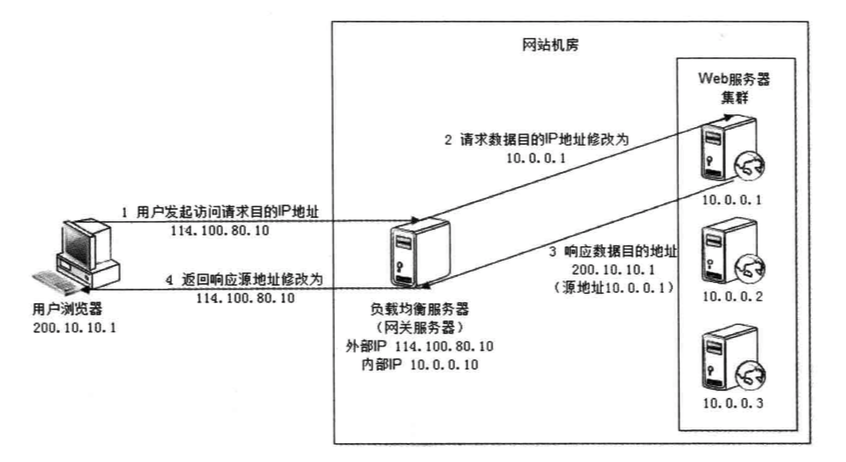 网站机房
Web服务器
集群
2 请求数据目的IP地址修改为
10.0.0.1
10.0.0.1
1 用户发起访问请求目的IP地址
114.100.80.10
3 响应数据目的地址
200.10.10.1
（源地址10.0.0.1）
4 返回响应源地址修改为
114.100.80.10
10.0.0.2
用户浏览器
200.10.10.1
负载均衡服务器
（网关服务器）
外部IP 114.100.80.10
内部IP 10.0.0.10
10.0.0.3